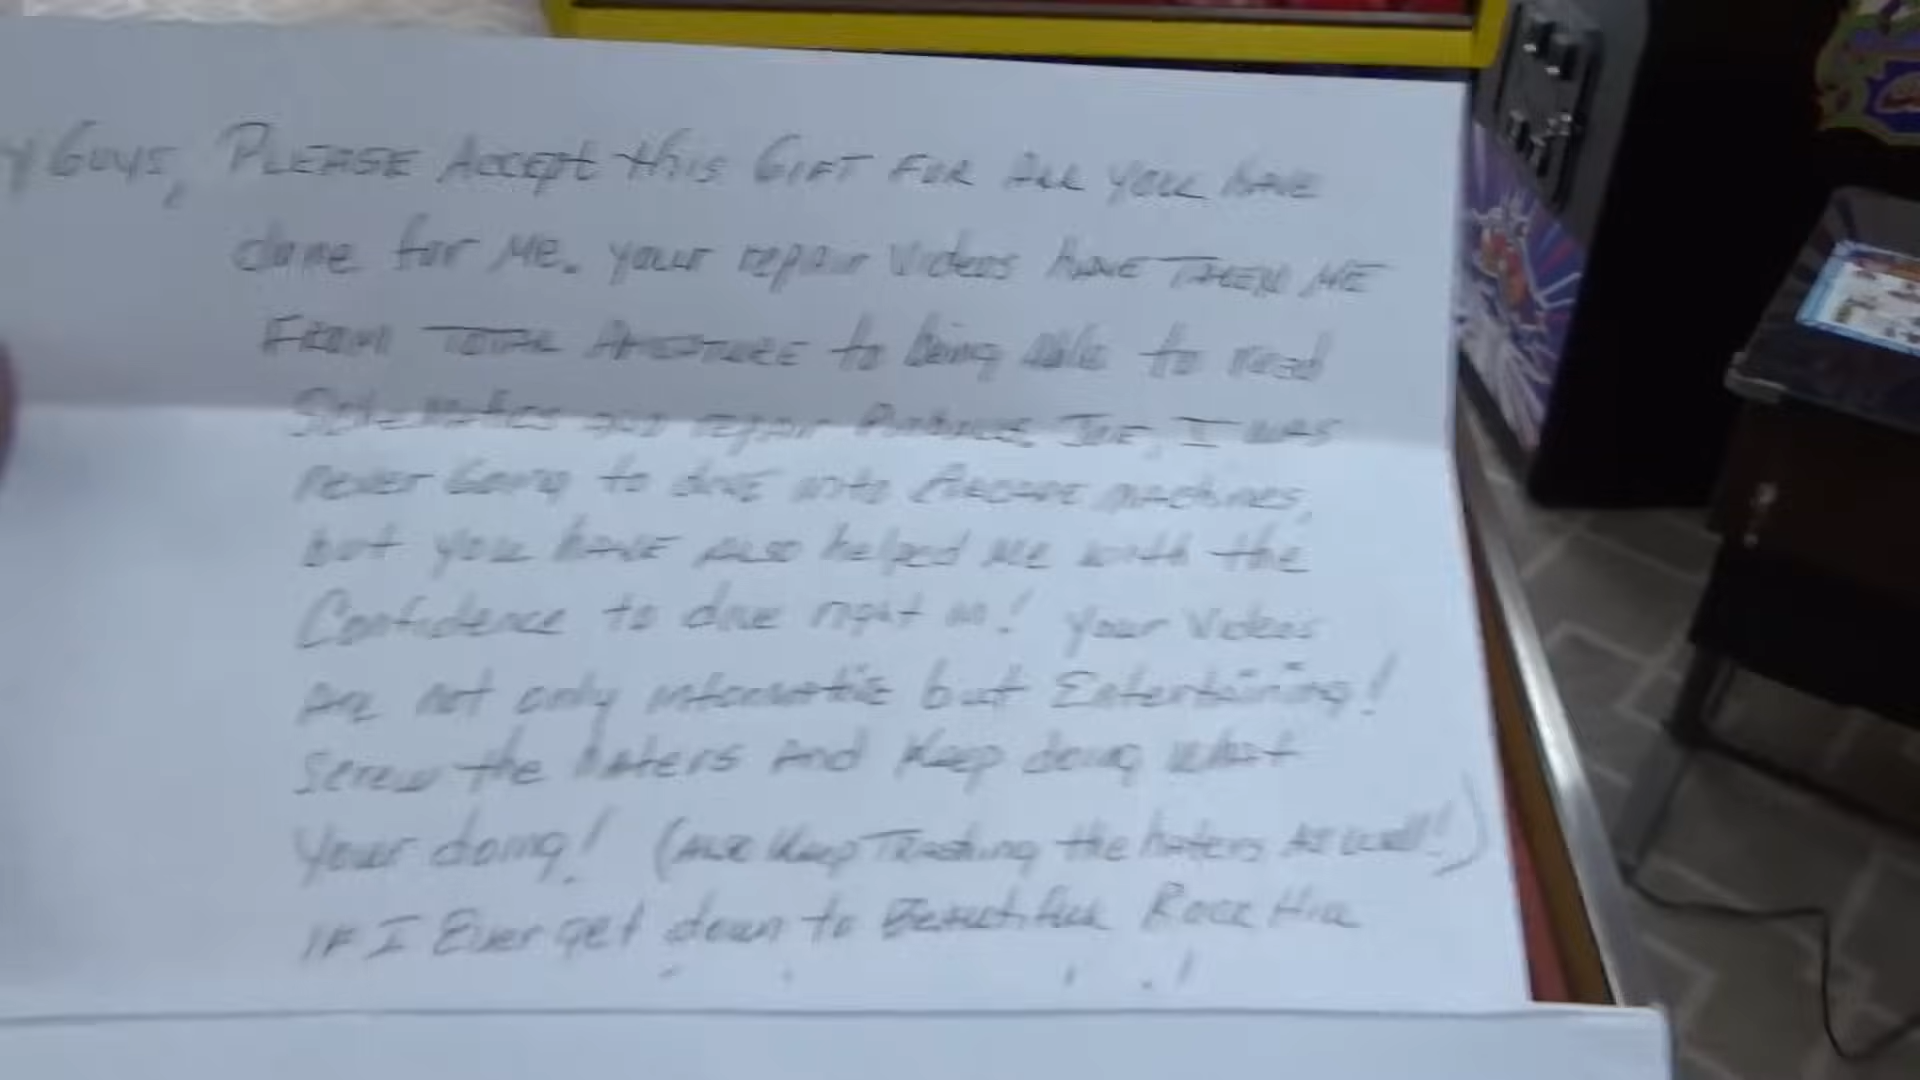 y Guys, PLEASE Accept this GIFT FOR ALL you HAVE
done for ME. your repair videos HAVE TAKEN ME
FROM TOTAL AMATURE to being able to read
SCHEMATICS AND repair JOE, I WAS
never Going to dive into ARCADE machines,
but you HAVE ALSO helped ME with the
Confidence to dive right in! your videos
ARE not only informative but Entertaining!
Screw the haters And Keep doing what
Your doing! (Keep TRASHING the haters AS well!)
IF I Ever get down to Beautiful ROCK HILL